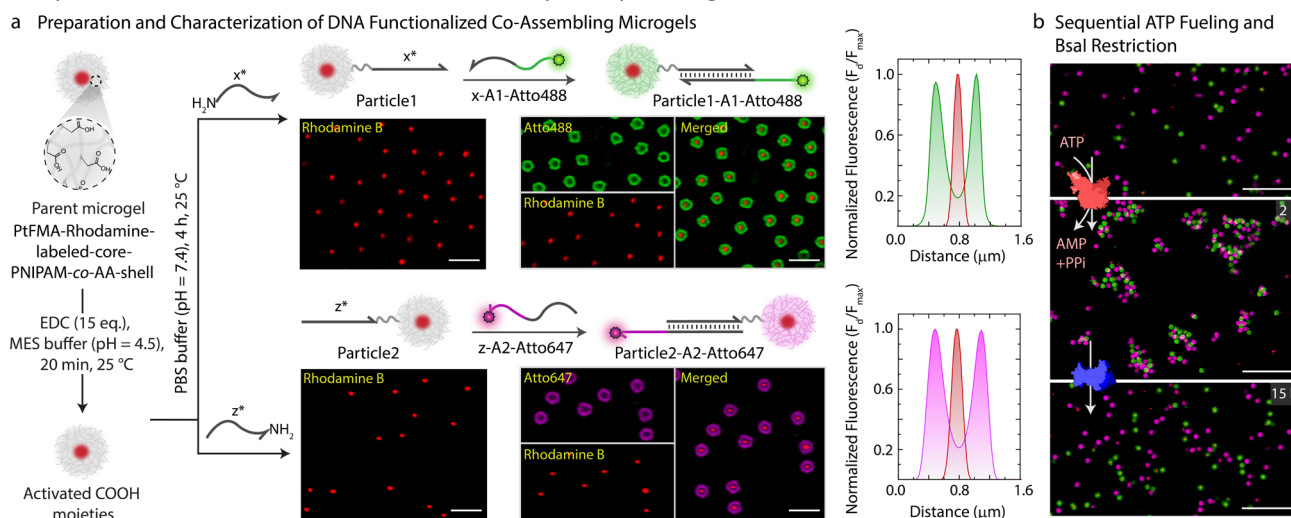 a Preparation and Characterization of DNA Functionalized Co-Assembling Microgels
Parent microgel
PtFMA-Rhodamine-
labeled-core-
PNIPAM-co-AA-shell
EDC (15 eq.),
MES buffer (pH = 4.5),
20 min, 25 °C
Activated COOH
moieties
OH
O
PBS buffer (pH = 7.4), 4 h, 25 °C
x*
H₂N
z*
NH₂
x*
Particle1
x-A1-Atto488
Particle1-A1-Atto488
Rhodamine B
Atto488
Rhodamine B
Merged
z*
Particle2
z-A2-Atto647
Particle2-A2-Atto647
Rhodamine B
Atto647
Rhodamine B
Merged
Normalized Fluorescence (Fd/Fmax)
1.0
0.6
0.2
0.0 0.8 1.6
Distance (μm)
Normalized Fluorescence (Fd/Fmax)
1.0
0.6
0.2
0.0 0.8 1.6
Distance (μm)
b Sequential ATP Fueling and
BsaI Restriction
ATP
2
AMP
+PPi
15